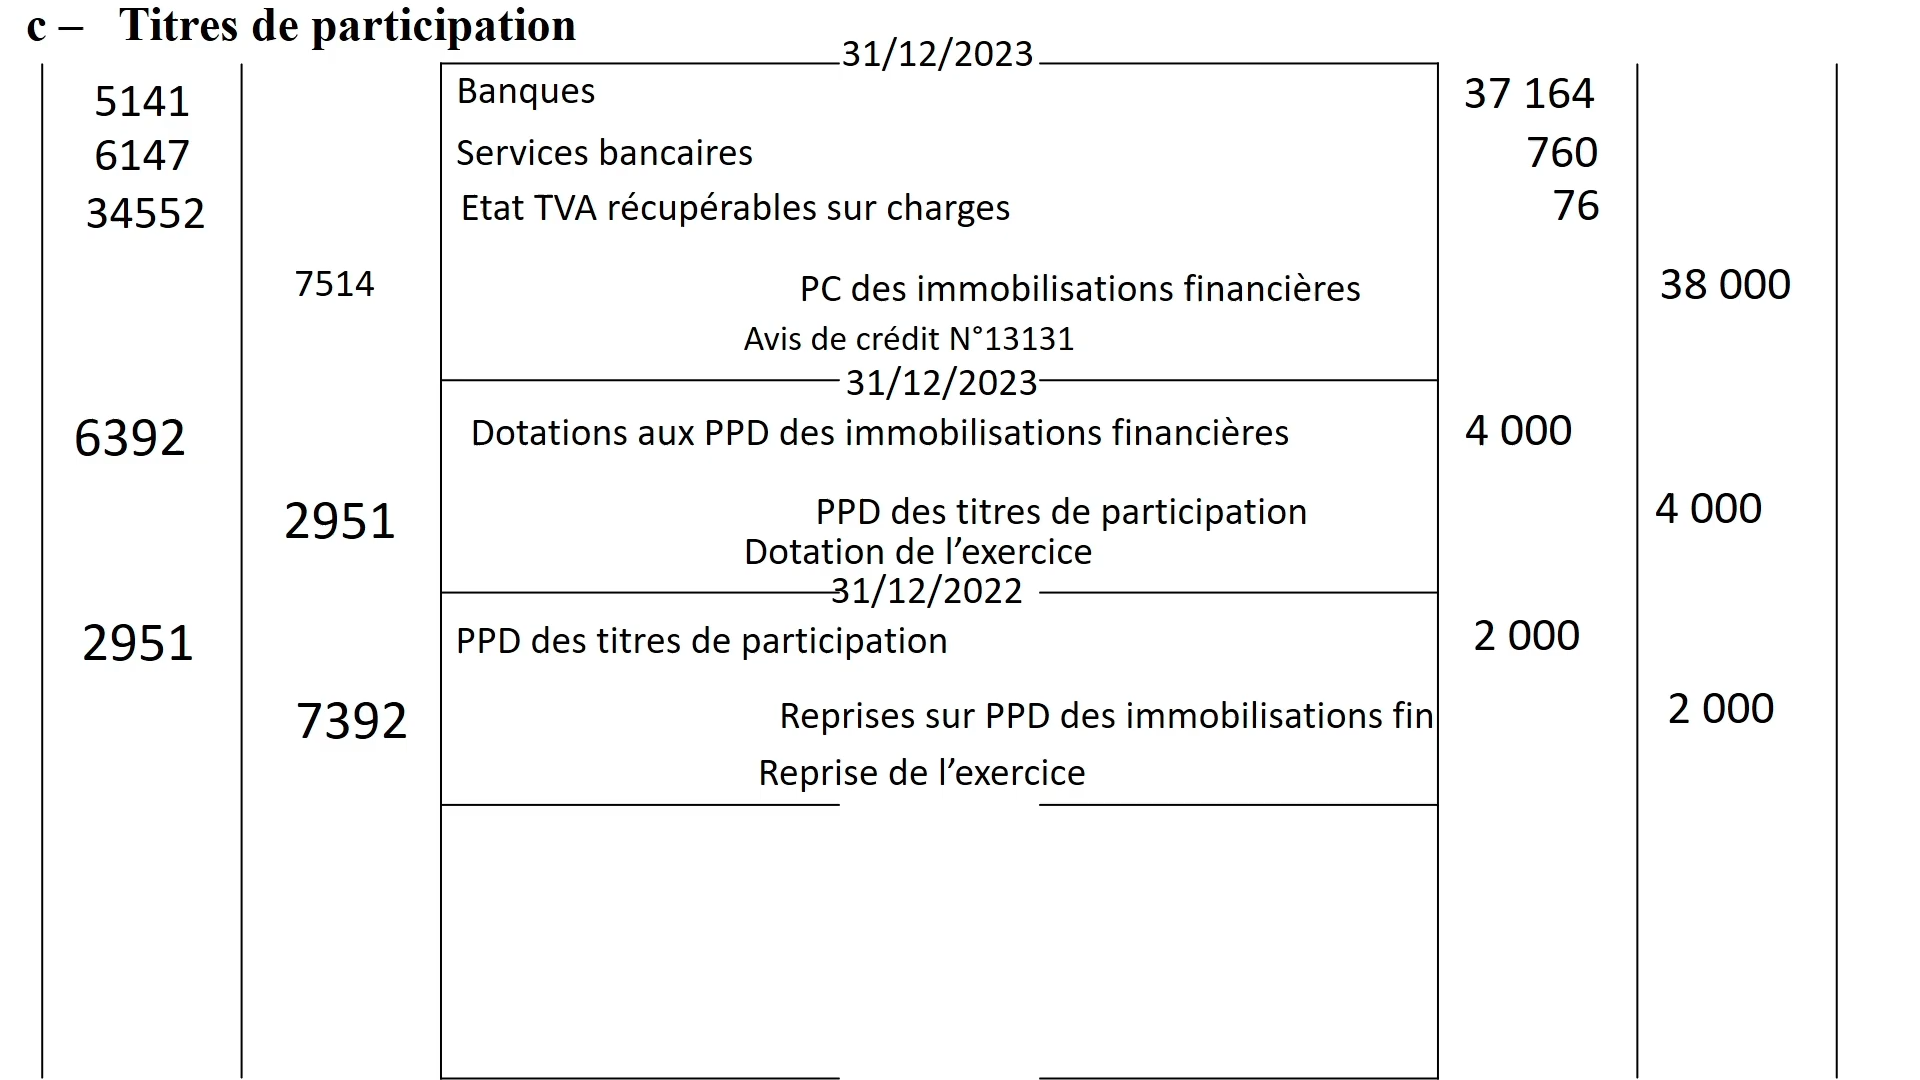 c – Titres de participation
31/12/2023
5141 Banques 37 164
6147 Services bancaires 760
34552 Etat TVA récupérables sur charges 76
7514 PC des immobilisations financières 38 000
Avis de crédit N°13131
31/12/2023
6392 Dotations aux PPD des immobilisations financières 4 000
2951 PPD des titres de participation 4 000
Dotation de l’exercice
31/12/2022
2951 PPD des titres de participation 2 000
7392 Reprises sur PPD des immobilisations fin 2 000
Reprise de l’exercice